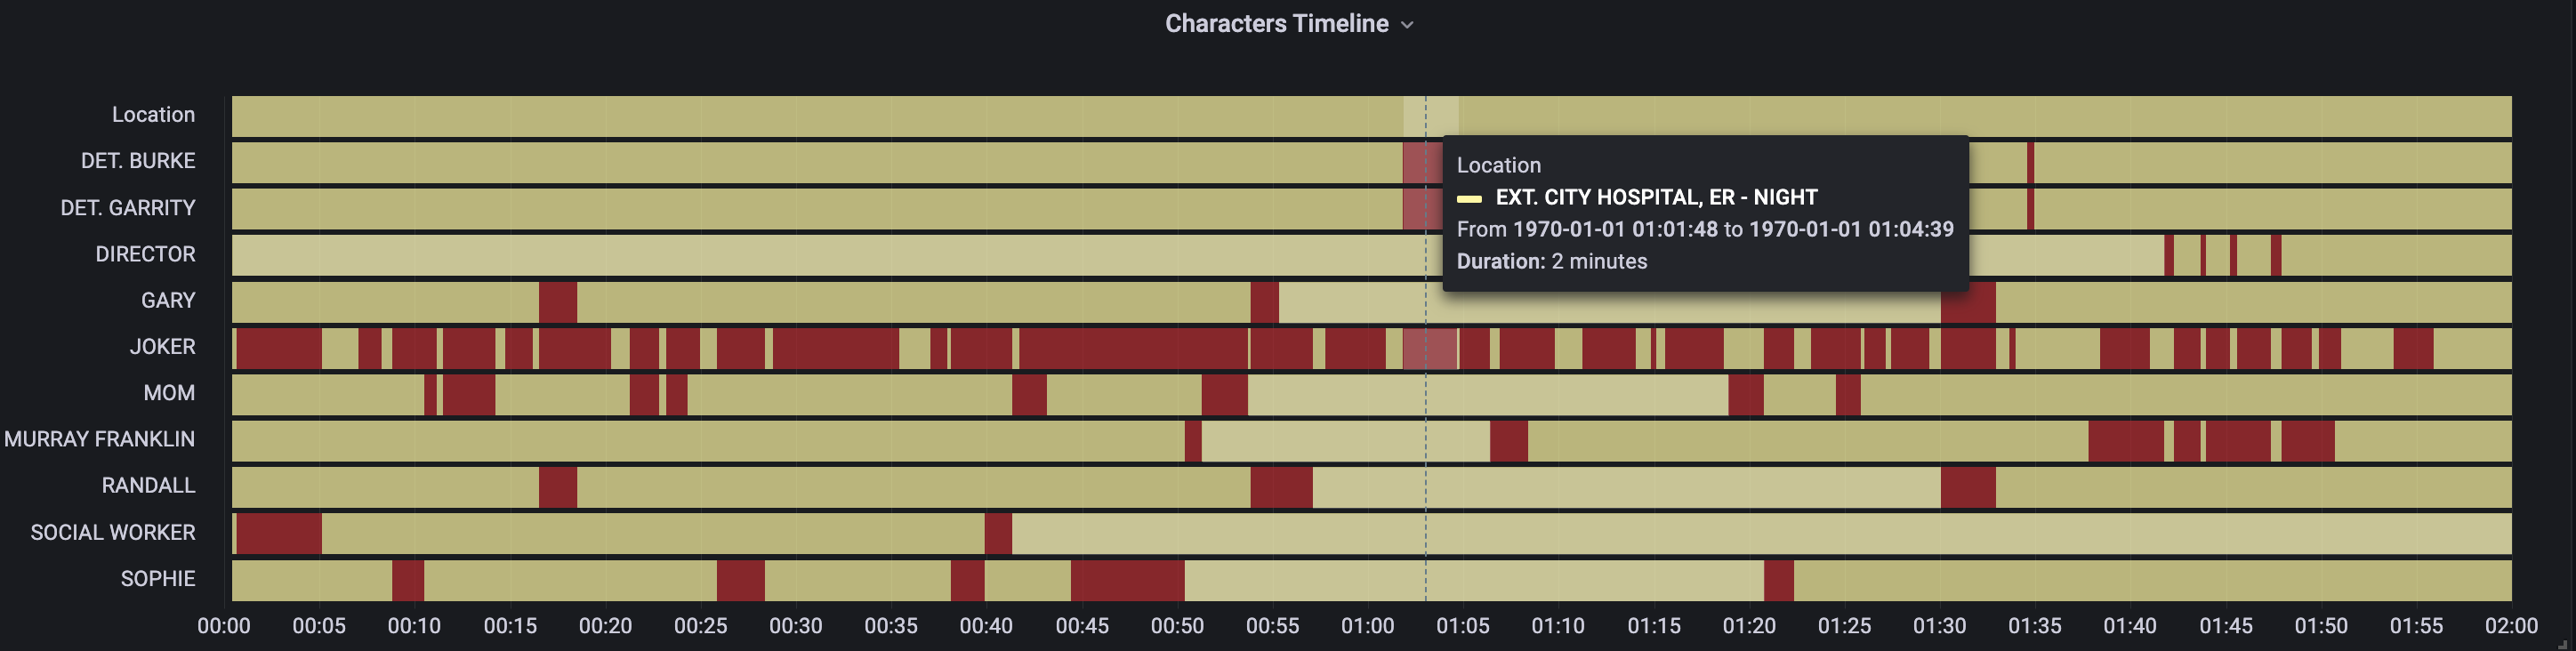 Characters Timeline
Location
DET. BURKE
DET. GARRITY
DIRECTOR
GARY
JOKER
MOM
MURRAY FRANKLIN
RANDALL
SOCIAL WORKER
SOPHIE
Location
EXT. CITY HOSPITAL, ER - NIGHT
From 1970-01-01 01:01:48 to 1970-01-01 01:04:39
Duration: 2 minutes
00:00 00:05 00:10 00:15 00:20 00:25 00:30 00:35 00:40 00:45 00:50 00:55 01:00 01:05 01:10 01:15 01:20 01:25 01:30 01:35 01:40 01:45 01:50 01:55 02:00